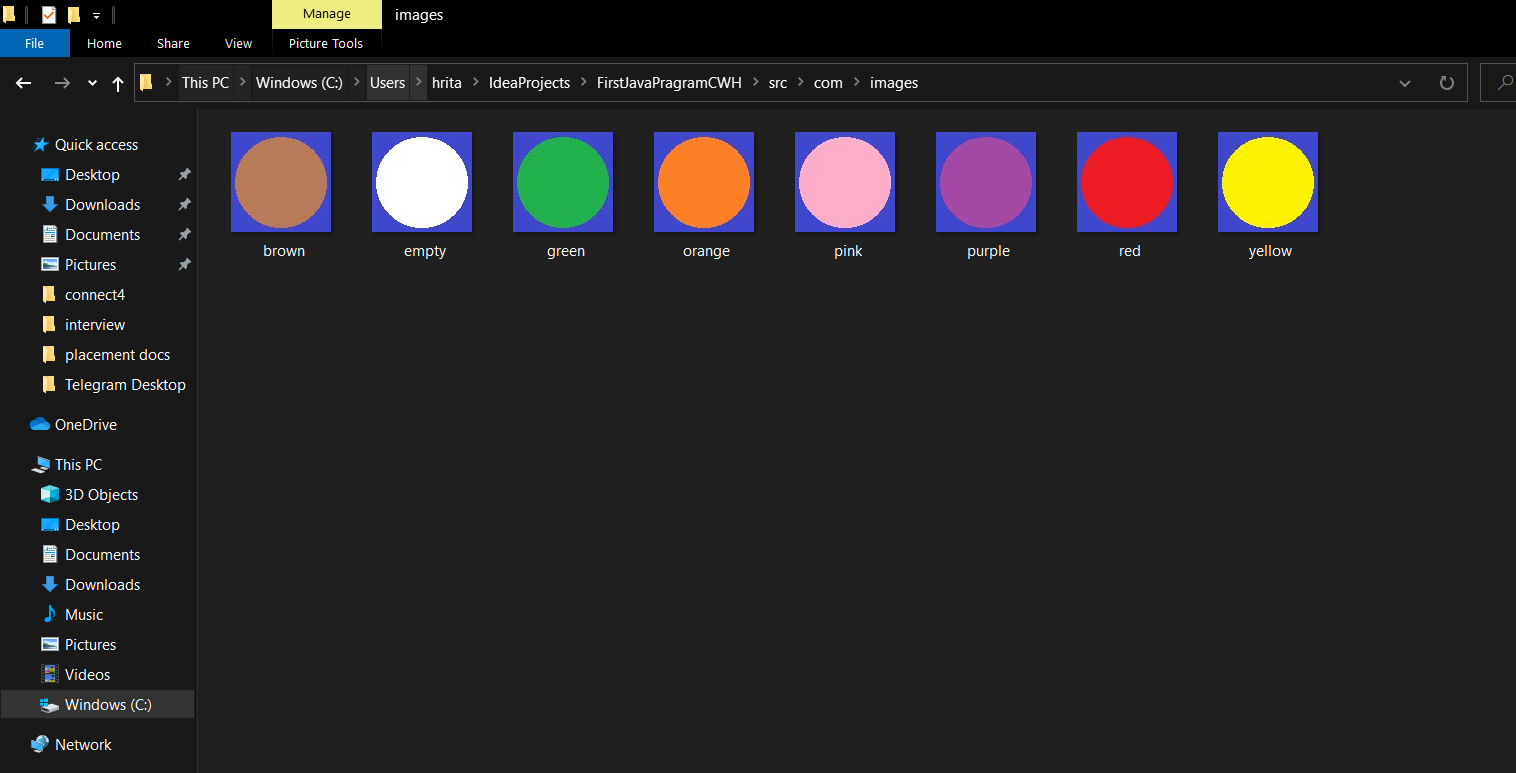 Manage images
File Home Share View Picture Tools
This PC Windows (C:) Users hrita IdeaProjects FirstJavaPragramCWH src com images
Quick access
Desktop
Downloads
Documents
Pictures
connect4
interview
placement docs
Telegram Desktop
OneDrive
This PC
3D Objects
Desktop
Documents
Downloads
Music
Pictures
Videos
Windows (C:)
Network
brown empty green orange pink purple red yellow